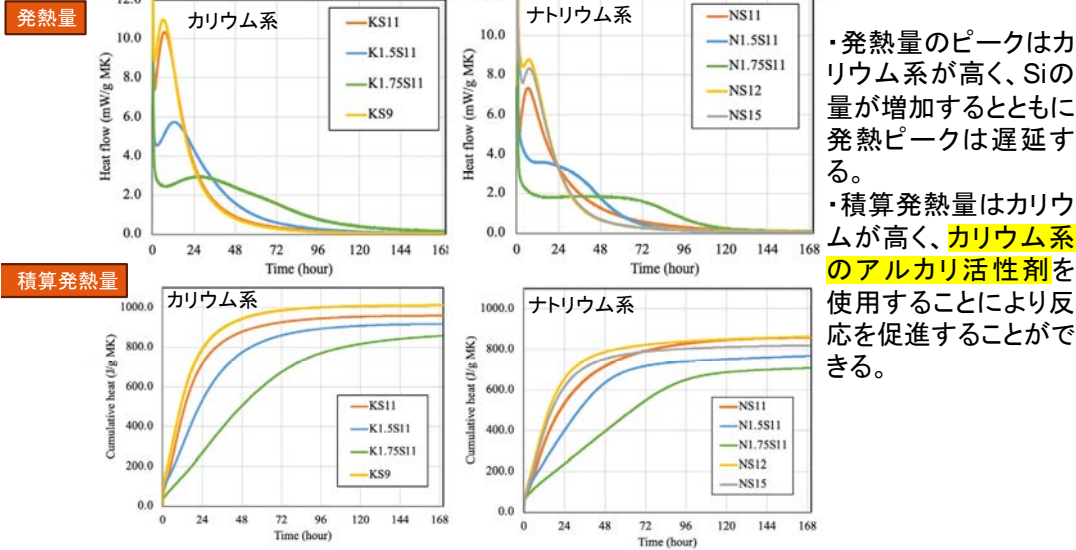 発熱量
カリウム系
12.0
10.0
8.0
6.0
4.0
2.0
0.0
Heat flow (mW/g MK)
KS11
K1.5S11
K1.75S11
KS9
0 24 48 72 96 120 144 168
Time (hour)
ナトリウム系
10.0
8.0
6.0
4.0
2.0
0.0
Heat flow (mW/g MK)
NS11
N1.5S11
N1.75S11
NS12
NS15
0 24 48 72 96 120 144 168
Time (hour)
・発熱量のピークはカ
リウム系が高く、Siの
量が増加するとともに
発熱ピークは遅延す
る。
・積算発熱量はカリウ
ムが高く、カリウム系
のアルカリ活性剤を
使用することにより反
応を促進することがで
きる。
積算発熱量
カリウム系
1000.0
800.0
600.0
400.0
200.0
0.0
Cumulative heat (J/g MK)
KS11
K1.5S11
K1.75S11
KS9
0 24 48 72 96 120 144 168
Time (hour)
ナトリウム系
1000.0
800.0
600.0
400.0
200.0
0.0
Cumulative heat (J/g MK)
NS11
N1.5S11
N1.75S11
NS12
NS15
0 24 48 72 96 120 144 168
Time (hour)